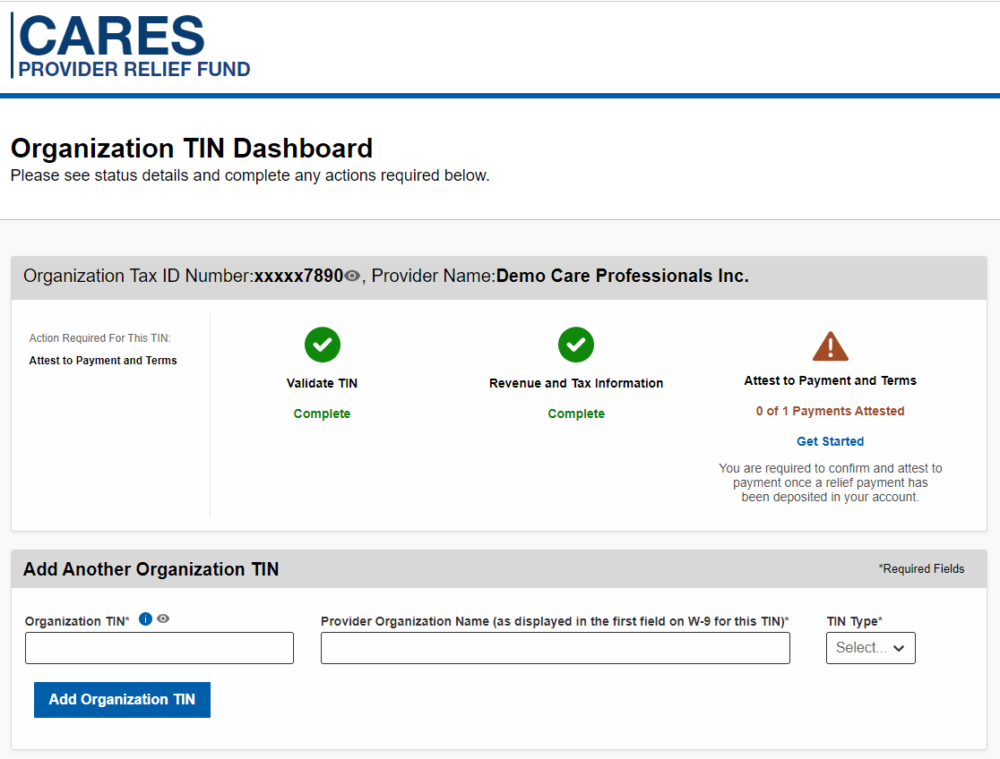 CARES
PROVIDER RELIEF FUND
Organization TIN Dashboard
Please see status details and complete any actions required below.
Organization Tax ID Number:xxxxx7890, Provider Name:Demo Care Professionals Inc.
Action Required For This TIN:
Attest to Payment and Terms
Validate TIN
Complete
Revenue and Tax Information
Complete
Attest to Payment and Terms
0 of 1 Payments Attested
Get Started
You are required to confirm and attest to
payment once a relief payment has
been deposited in your account.
Add Another Organization TIN
*Required Fields
Organization TIN*
Provider Organization Name (as displayed in the first field on W-9 for this TIN)*
TIN Type*
Select...
Add Organization TIN